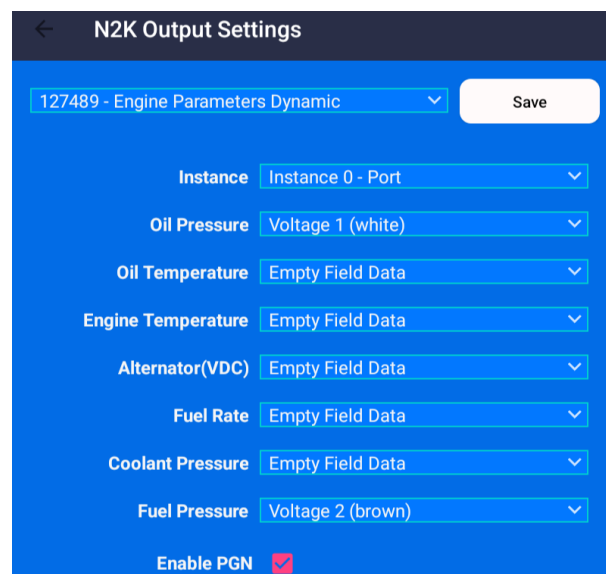 N2K Output Settings
127489 - Engine Parameters Dynamic
Save
Instance Instance 0 - Port
Oil Pressure Voltage 1 (white)
Oil Temperature Empty Field Data
Engine Temperature Empty Field Data
Alternator(VDC) Empty Field Data
Fuel Rate Empty Field Data
Coolant Pressure Empty Field Data
Fuel Pressure Voltage 2 (brown)
Enable PGN